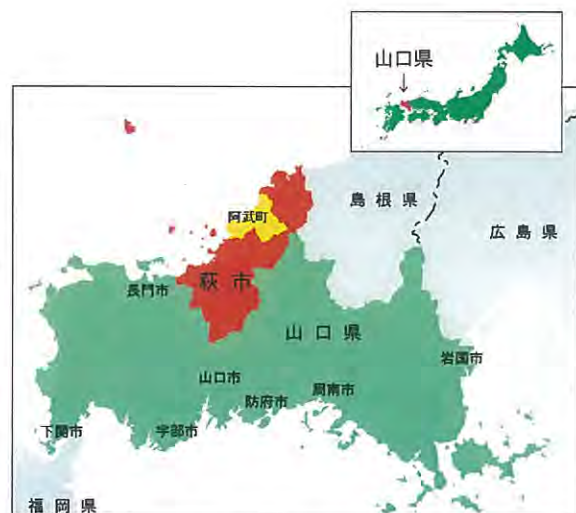 山口県
↓
島根県
阿武町
広島県
長門市
萩市
山口県
岩国市
山口市
周南市
防府市
下関市
宇部市
福岡県